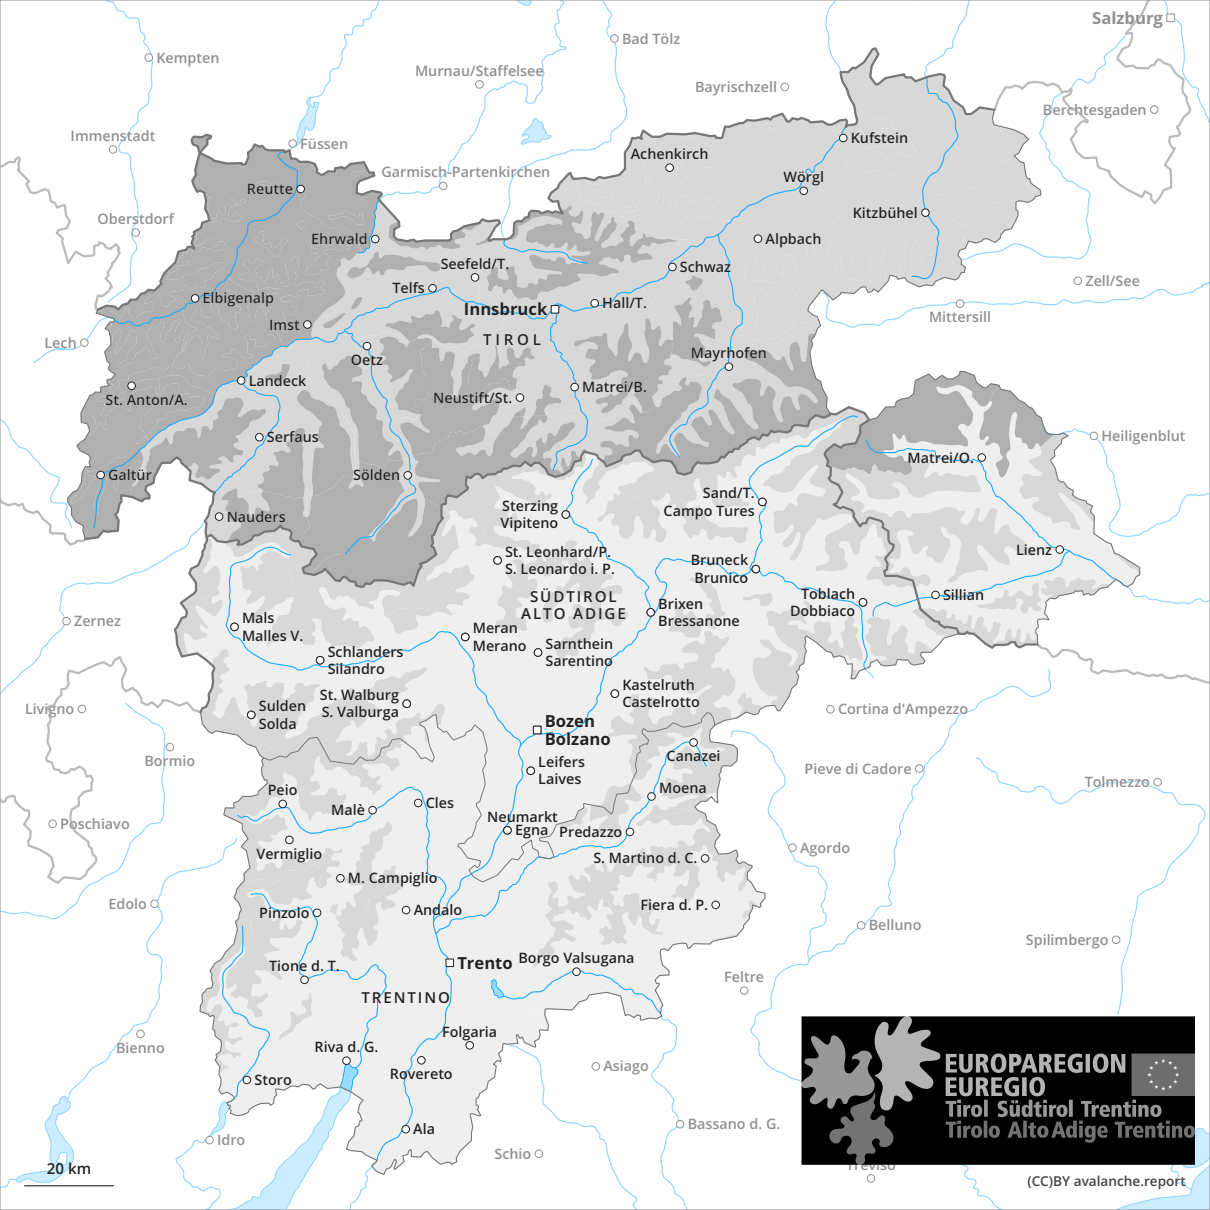 Salzburg
Bad Tölz
Kempten
Murnau/Staffelsee
Bayrischzell
Berchtesgaden
Immenstadt
Füssen
Kufstein
Achenkirch
Garmisch-Partenkirchen
Wörgl
Reutte
Oberstdorf
Kitzbühel
Ehrwald
Alpbach
Seefeld/T.
Schwaz
Zell/See
Telfs
Elbigenalp
Hall/T.
Innsbruck
Mittersill
Imst
TIROL
Lech
Mayrhofen
Oetz
Landeck
Matrei/B.
St. Anton/A.
Neustift/St.
Serfaus
Heiligenblut
Matrei/O.
Galtür
Sölden
Sand/T.
Campo Tures
Sterzing
Vipiteno
Nauders
Lienz
St. Leonhard/P.
S. Leonardo i. P.
Bruneck
Brunico
Toblach
Dobbiaco
Sillian
SÜDTIROL
ALTO ADIGE
Brixen
Bressanone
Zernez
Mals
Malles V.
Meran
Merano
Sarnthein
Sarentino
Schlanders
Silandro
Kastelruth
Castelrotto
St. Walburg
S. Valburga
Livigno
Sulden
Solda
Cortina d'Ampezzo
Bozen
Bolzano
Bormio
Canazei
Leifers
Laives
Pieve di Cadore
Tolmezzo
Peio
Moena
Malè
Cles
Neumarkt
Egna
Predazzo
Poschiavo
Vermiglio
Agordo
S. Martino d. C.
M. Campiglio
Edolo
Pinzolo
Andalo
Fiera d. P.
Belluno
Spilimbergo
Trento
Borgo Valsugana
Tione d. T.
Feltre
TRENTINO
Folgaria
Bienno
Riva d. G.
Asiago
Rovereto
Storo
EUROPAREGION
EUREGIO
Tirol Südtirol Trentino
Tirolo Alto Adige Trentino
Bassano d. G.
Ala
Idro
Schio
Treviso
20 km
(CC)BY avalanche.report